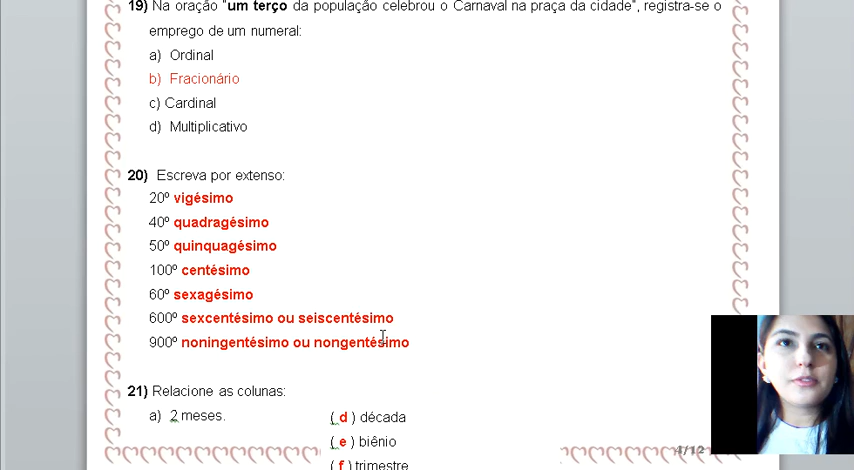 19) Na oração "um terço da população celebrou o Carnaval na praça da cidade", registra-se o
emprego de um numeral:
a) Ordinal
b) Fracionário
c) Cardinal
d) Multiplicativo
20) Escreva por extenso:
20º vigésimo
40º quadragésimo
50º quinquagésimo
100º centésimo
60º sexagésimo
600º sexcentésimo ou seiscentésimo
900º noningentésimo ou nongentésimo
21) Relacione as colunas:
a) 2 meses. ( d ) década
( e ) biênio
( f ) trimestre
4/12